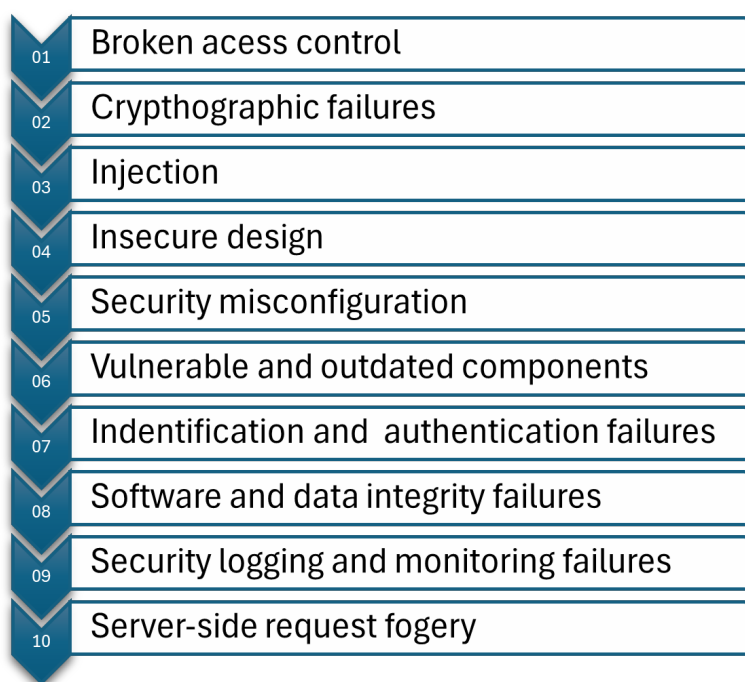 01 Broken acess control
02 Crypthographic failures
03 Injection
04 Insecure design
05 Security misconfiguration
06 Vulnerable and outdated components
07 Indentification and  authentication failures
08 Software and data integrity failures
09 Security logging and monitoring failures
10 Server-side request fogery